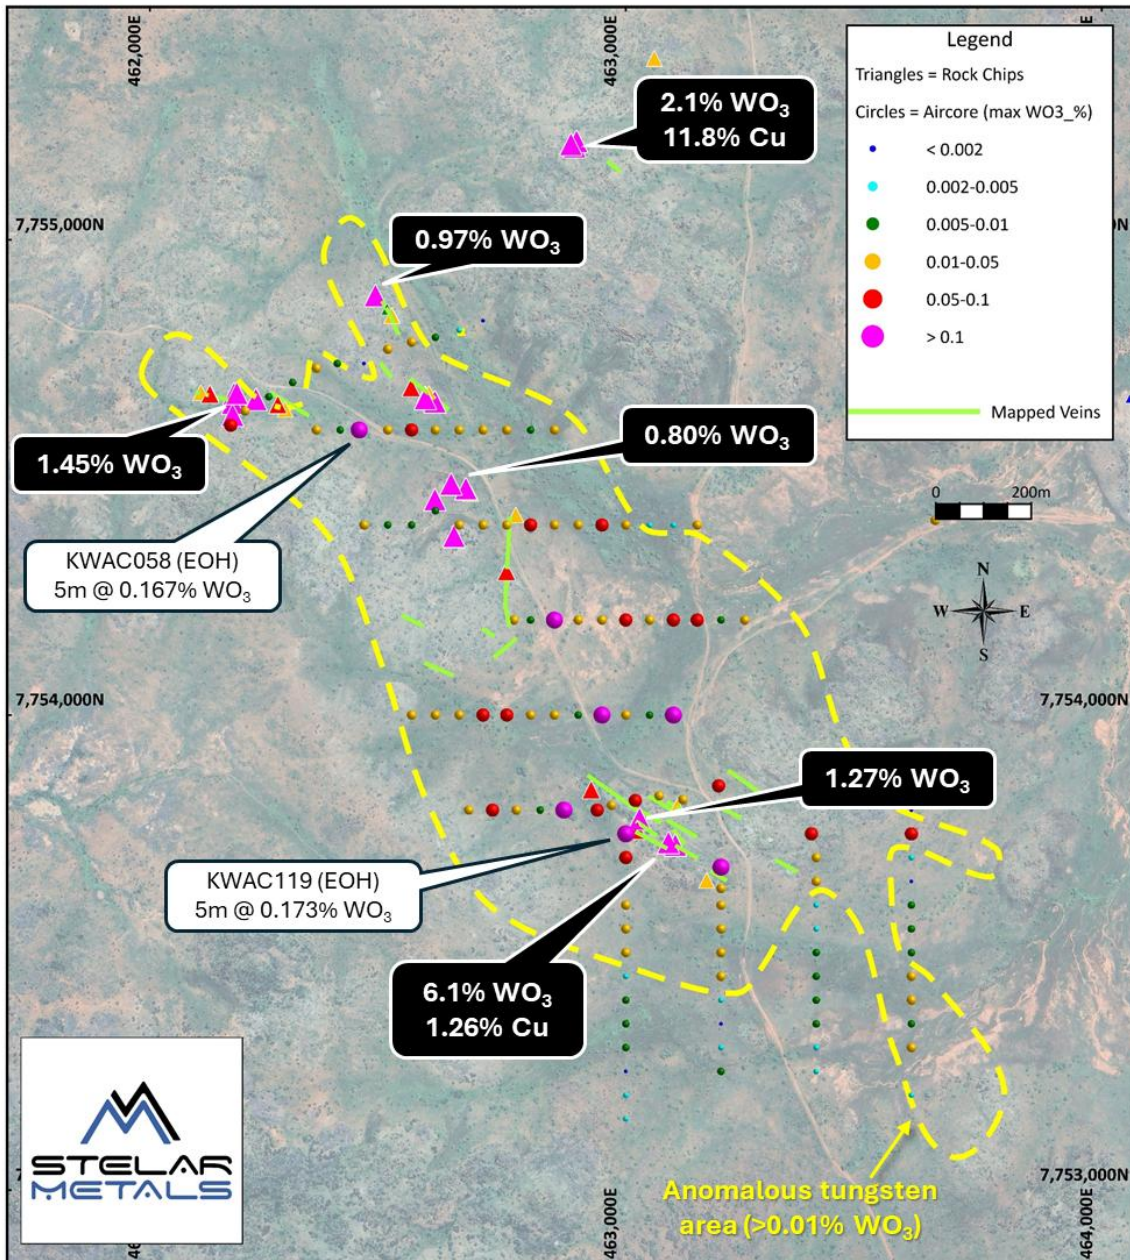 462,000E
463,000E
E
Legend
Triangles = Rock Chips
Circles = Aircore (max WO3_%)
< 0.002
0.002-0.005
0.005-0.01
0.01-0.05
0.05-0.1
> 0.1
Mapped Veins
2.1% WO₃
11.8% Cu
7,755,000N
N
0.97% WO₃
0.80% WO₃
1.45% WO₃
0 200m
KWAC058 (EOH)
5m @ 0.167% WO₃
N
W E
S
7,754,000N
7,754,000N
1.27% WO₃
KWAC119 (EOH)
5m @ 0.173% WO₃
6.1% WO₃
1.26% Cu
STELAR
METALS
7,753,000N
Anomalous tungsten
area (>0.01% WO₃)
46
463,000E
464,000E